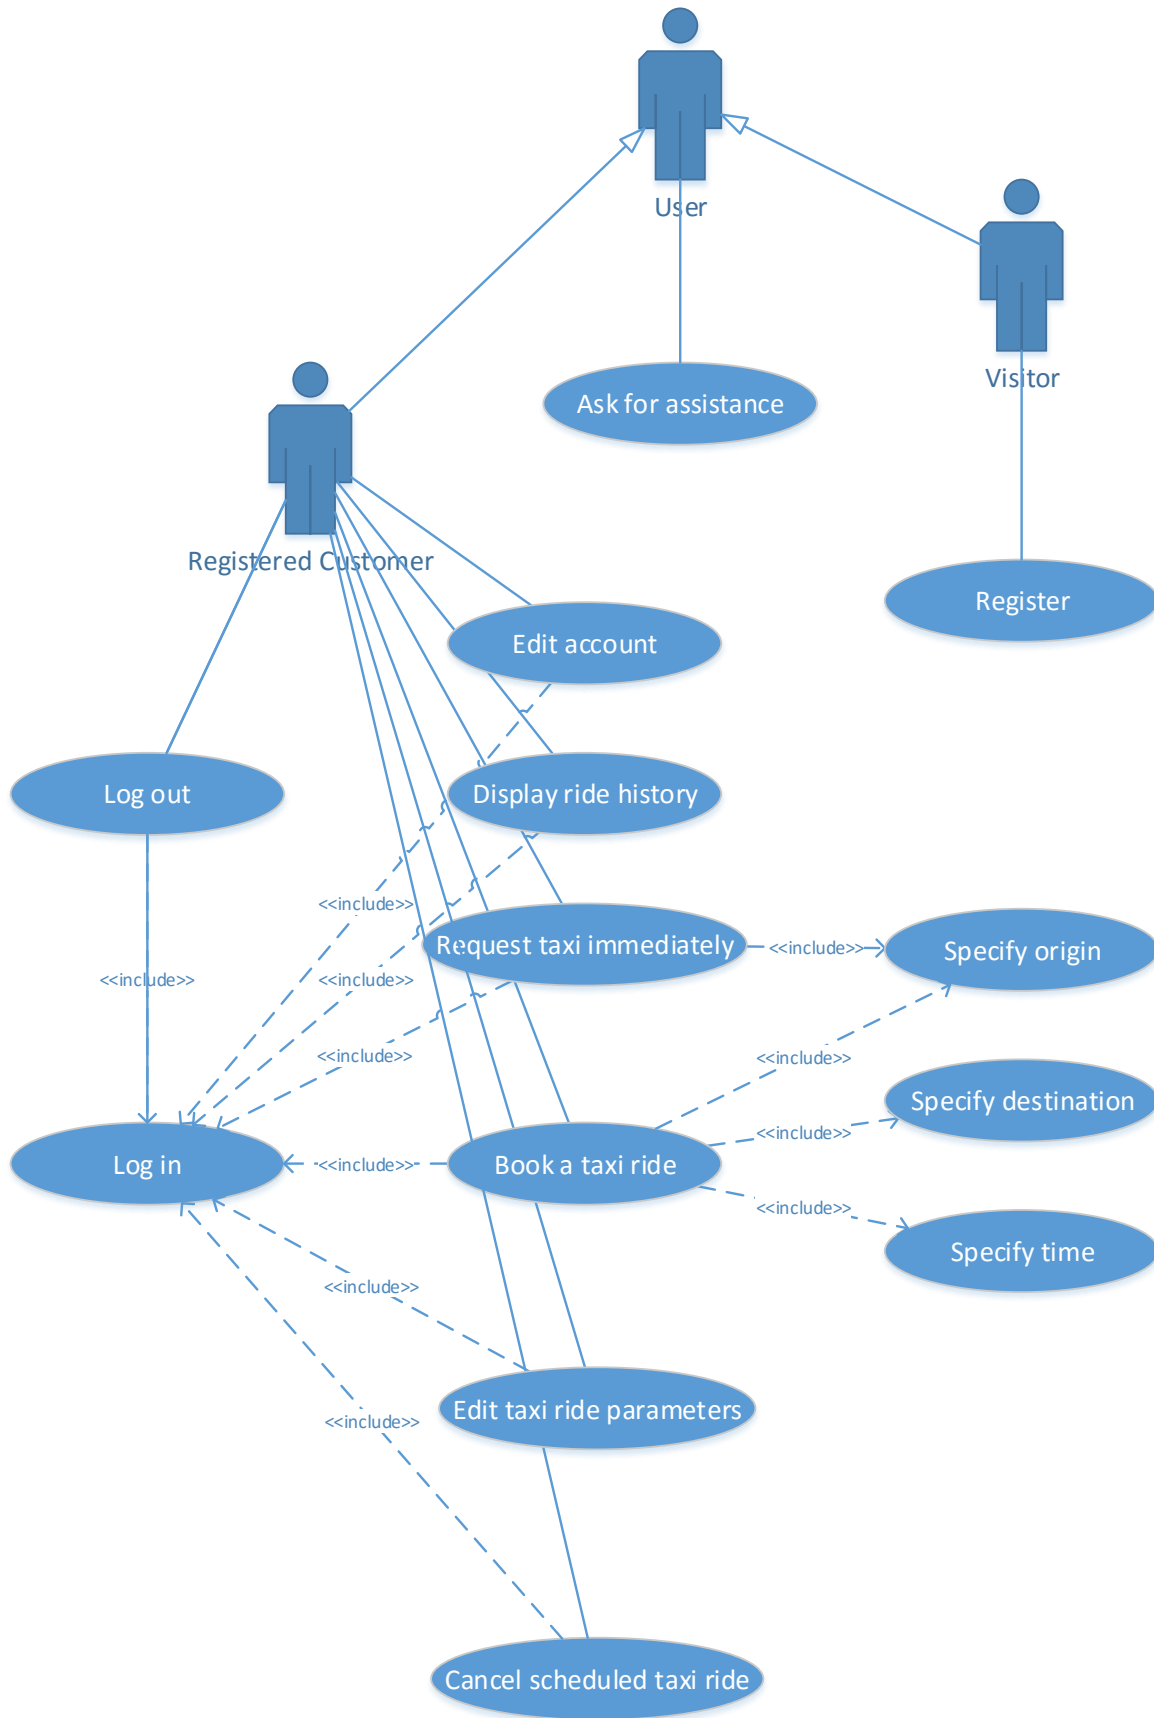 User
Visitor
Ask for assistance
Registered Customer
Register
Edit account
Log out
Display ride history
<<include>>
Request taxi immediately
<<include>>
Specify origin
<<include>>
<<include>>
<<include>>
<<include>>
Specify destination
<<include>>
Log in
<<include>>
Book a taxi ride
<<include>>
Specify time
<<include>>
Edit taxi ride parameters
<<include>>
Cancel scheduled taxi ride